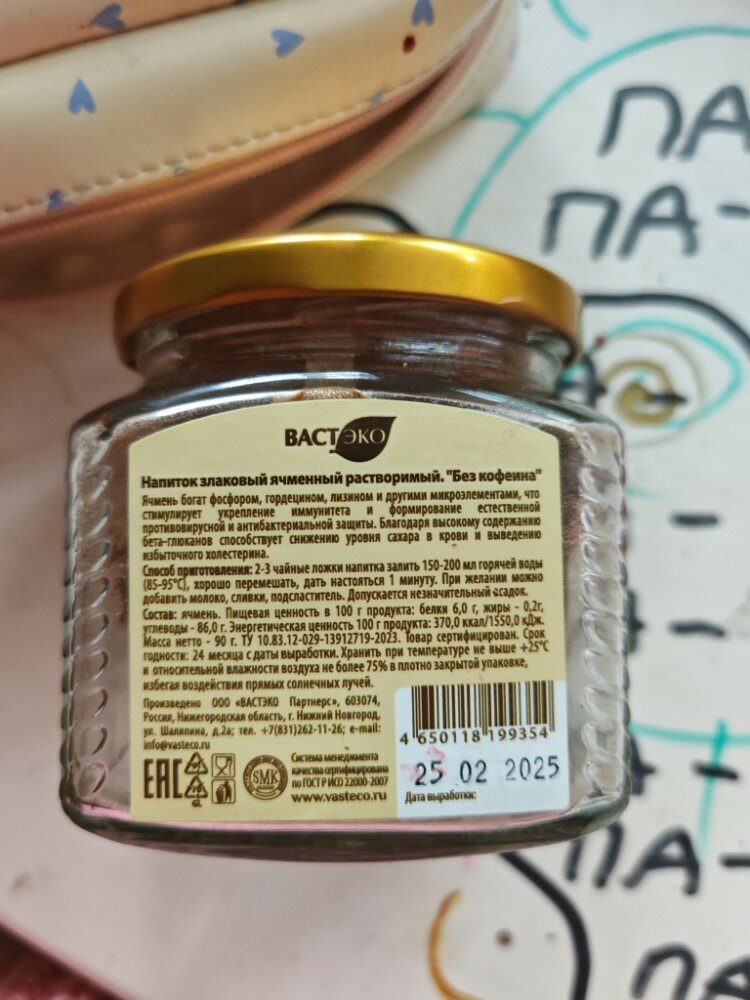 ПА
ПА-
ВАСТЭКО
Напиток злаковый ячменный растворимый. "Без кофеина"
Ячмень богат фосфором, гордецином, лизином и другими микроэлементами, что
стимулирует укрепление иммунитета и формирование естественной
противовирусной и антибактериальной защиты. Благодаря высокому содержанию
бета-глюканов способствует снижению уровня сахара в крови и выведению
избыточного холестерина.
Способ приготовления: 2-3 чайные ложки напитка залить 150-200 мл горячей воды
(85-95°С), хорошо перемешать, дать настояться 1 минуту. При желании можно
добавить молоко, сливки, подсластитель. Допускается незначительный осадок.
Состав: ячмень. Пищевая ценность в 100 г продукта: белки 6,0 г, жиры - 0,2г,
углеводы - 86,0 г. Энергетическая ценность 100 г продукта: 370,0 ккал/1550,0 кДж.
Масса нетто - 90 г. ТУ 10.83.12-029-13912719-2023. Товар сертифицирован. Срок
годности: 24 месяца с даты выработки. Хранить при температуре не выше +25°С
и относительной влажности воздуха не более 75% в плотно закрытой упаковке,
избегая воздействия прямых солнечных лучей.
Произведено ООО «ВАСТЭКО Партнерс», 603074,
Россия, Нижегородская область, г. Нижний Новгород,
ул. Шаляпина, д.2а; тел. +7(831)262-11-26; e-mail:
info@vasteco.ru
EAC
SMK
Система менеджмента
качества сертифицирована
по ГОСТ Р ИСО 22000-2007
www.vasteco.ru
4 650118 199354
25 02 2025
Дата выработки:
ПА-
ПА